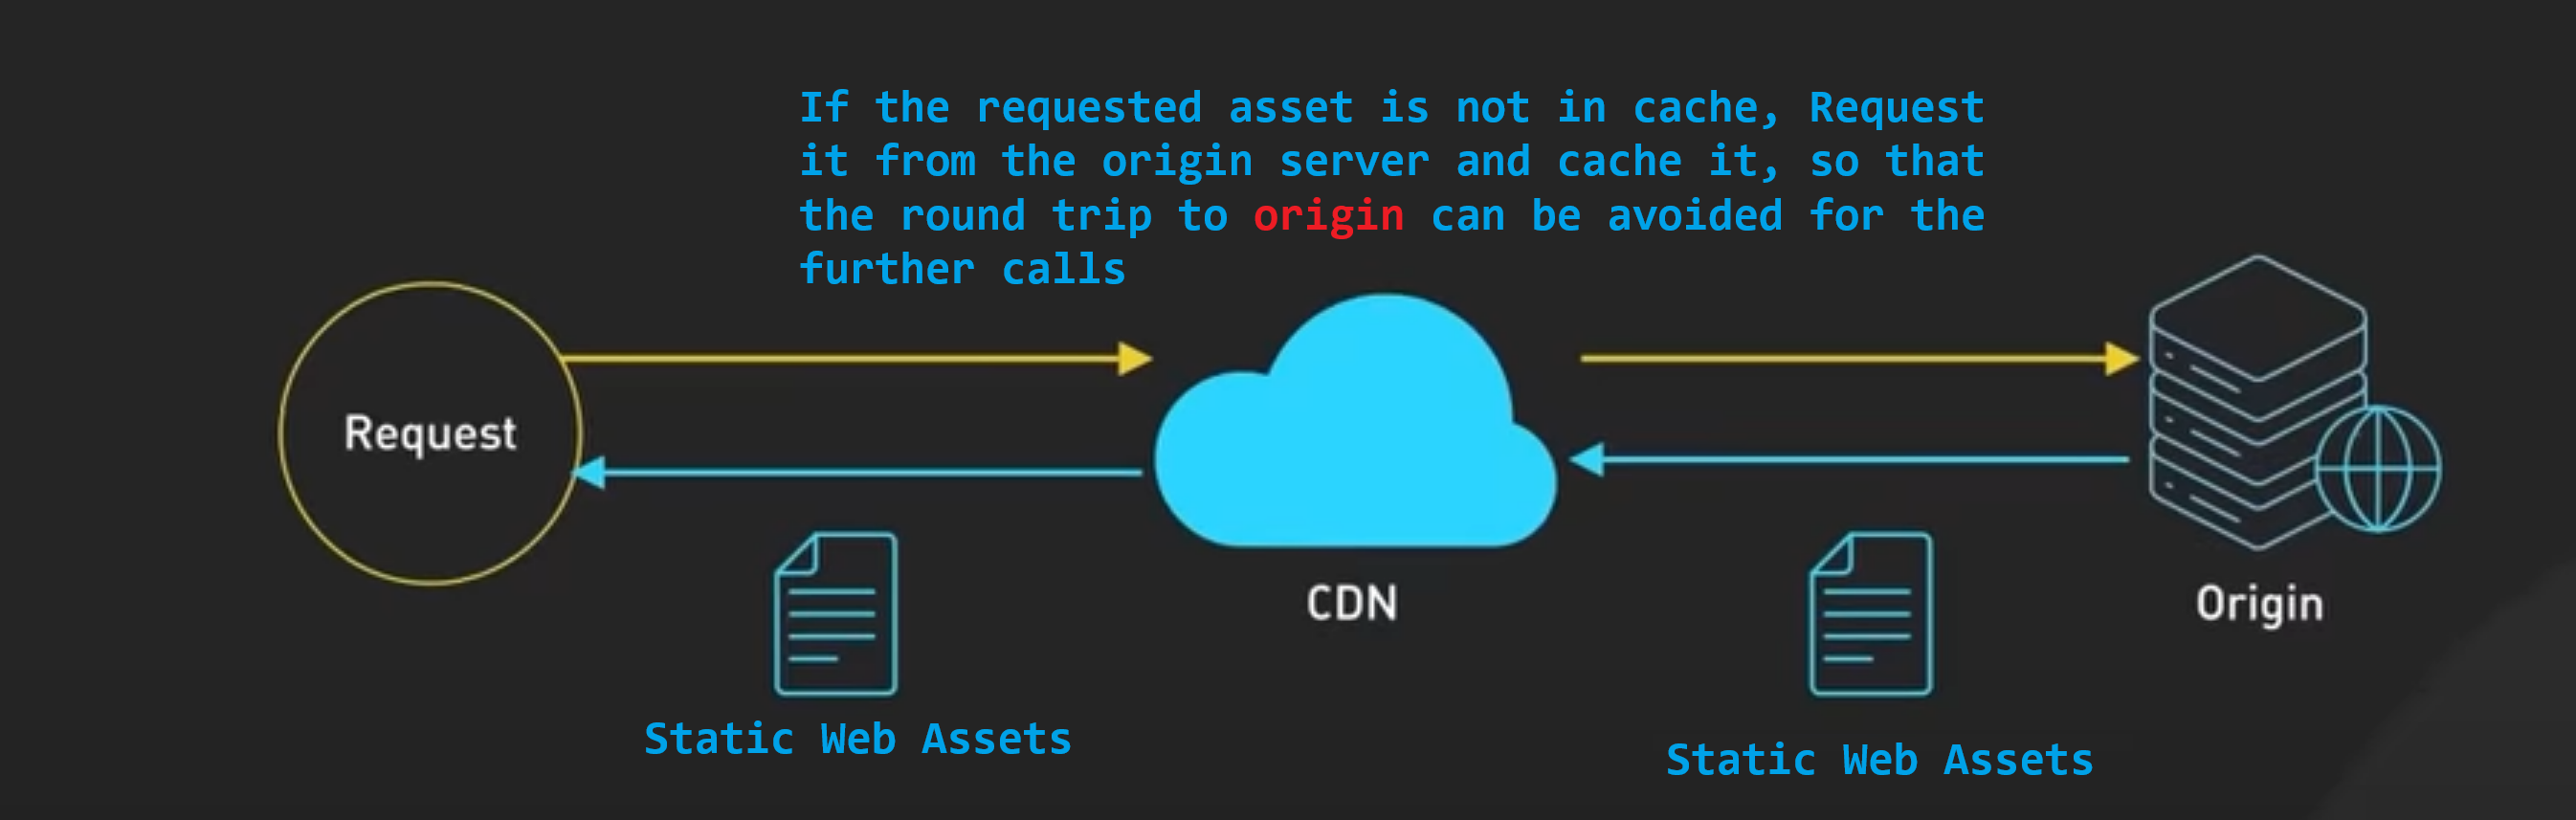 If the requested asset is not in cache, Request
it from the origin server and cache it, so that
the round trip to origin can be avoided for the
further calls
Request
CDN
Origin
Static Web Assets
Static Web Assets